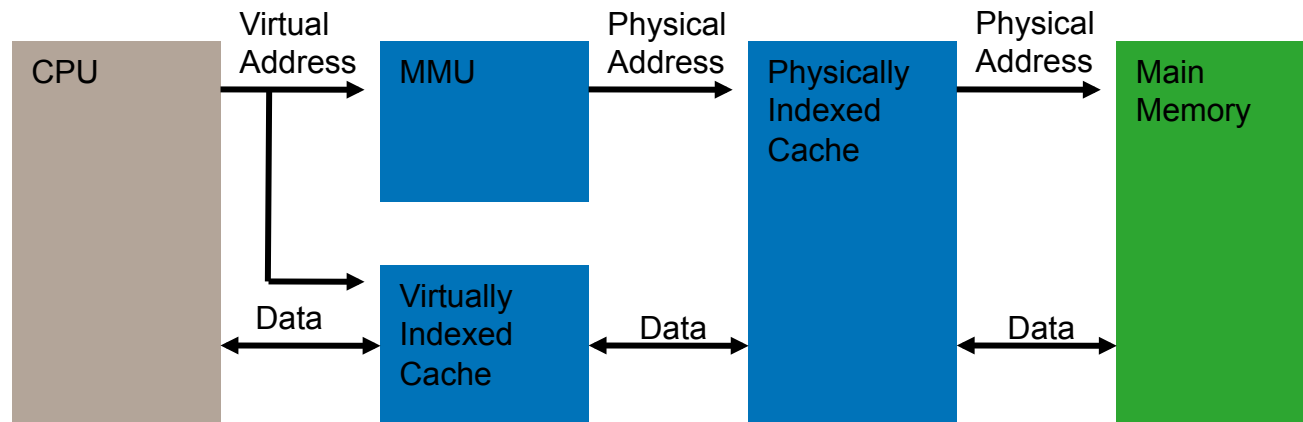 CPU
Virtual
Address
MMU
Physical
Address
Physically
Indexed
Cache
Physical
Address
Main
Memory
Data
Virtually
Indexed
Cache
Data
Data